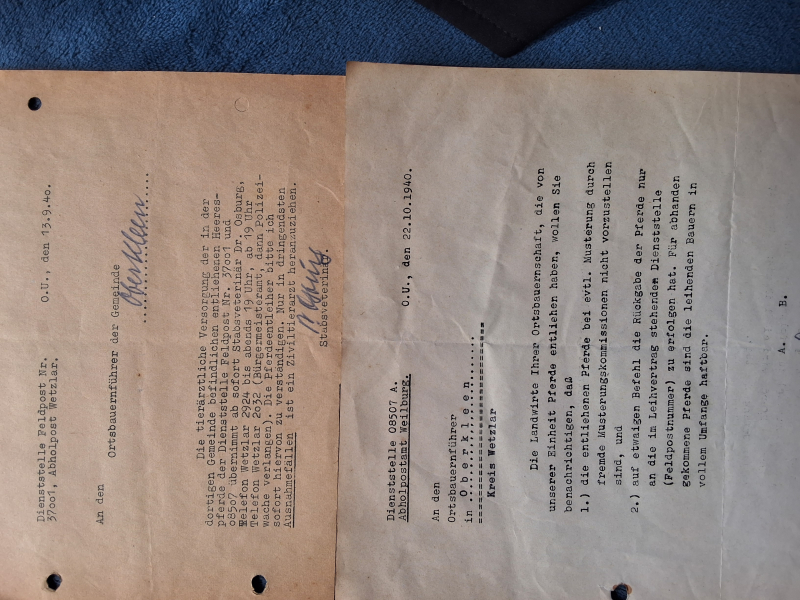 Dienststelle Feldpost Nr.
37001, Abholpost Wetzlar.
O.U., den 13.9.40.
An den
Ortsbauernführer der Gemeinde
Oberkleen
Die tierärztliche Versorgung der in der
dortigen Gemeinde befindlichen entliehenen Heeres-
pferde der Dienststelle Feldpost Nr. 37001 und
08507 übernimmt ab sofort Stabsveterinär Dr. Osburg,
Telefon Wetzlar 2924 bis abends 19 Uhr, ab 19 Uhr
Telefon Wetzlar 2032 (Bürgermeisteramt, dann Polizei-
wache verlangen). Die Pferdeentleiher bitte ich
sofort hiervon zu verständigen. Nur in dringendsten
Ausnahmefällen ist ein Ziviltierarzt heranzuziehen.
Stabsveterinär.
Dienststelle 08507 A.
Abholpostamt Weilburg.
O.U., den 22.10.1940.
An den
Ortsbauernführer
in .O.b.e.r.k.l.e.e.n........
Kreis Wetzlar
Die Landwirte Ihrer Ortsbauernschaft, die von
unserer Einheit Pferde entliehen haben, wollen Sie
benachrichtigen, daß
1.) die entliehenen Pferde bei evtl. Musterung durch
fremde Musterungskommissionen nicht vorzustellen
sind, und
2.) auf etwaigen Befehl die Rückgabe der Pferde nur
an die im Leihvertrag stehenden Dienststelle
(Feldpostnummer) zu erfolgen hat. Für abhanden
gekommene Pferde sind die leihenden Bauern in
vollem Umfange haftbar.
A. B.